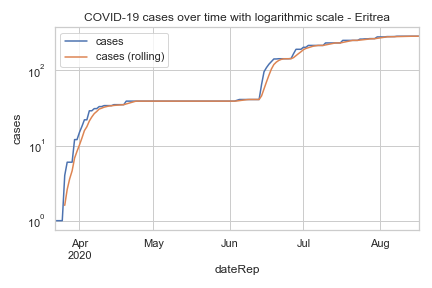 COVID-19 cases over time with logarithmic scale - Eritrea
cases
cases (rolling)
10²
10¹
10⁰
cases
Apr
2020
May
Jun
Jul
Aug
dateRep